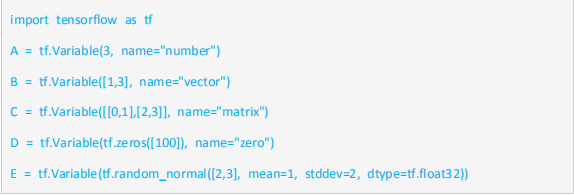 import tensorflow as tf
A = tf.Variable(3, name="number")
B = tf.Variable([1,3], name="vector")
C = tf.Variable([[0,1],[2,3]], name="matrix")
D = tf.Variable(tf.zeros([100]), name="zero")
E = tf.Variable(tf.random_normal([2,3], mean=1, stddev=2, dtype=tf.float32))